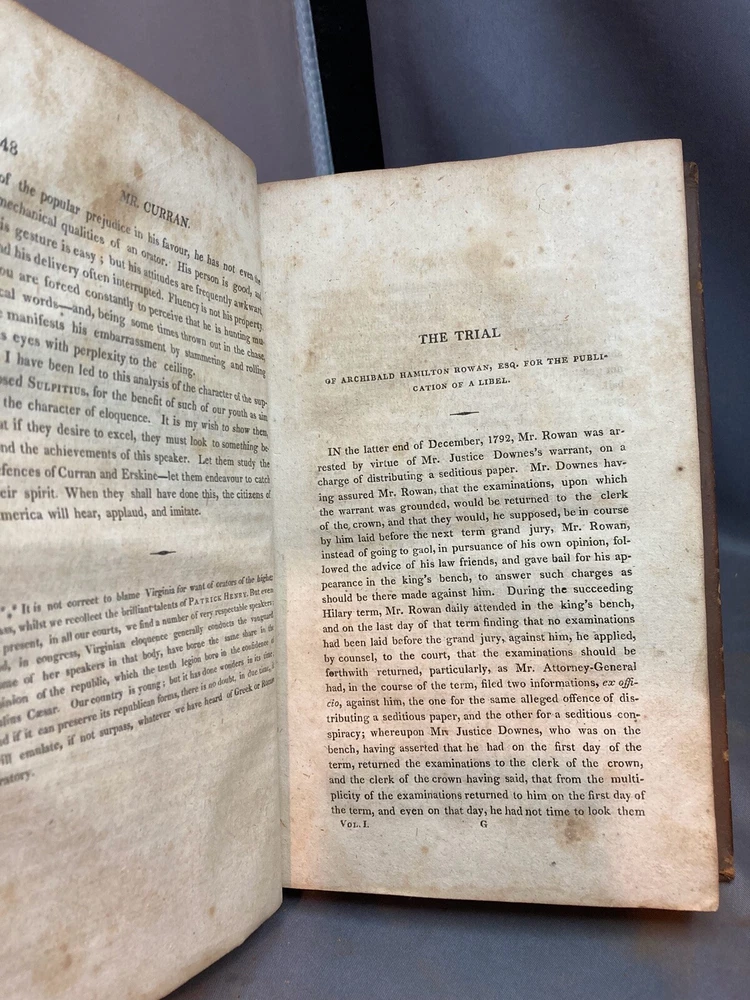 48
MR. CURRAN.
of the popular prejudice in his favour, he has not even the
mechanical qualities of an orator. His person is good,
is gesture is easy; but his attitudes are frequently awkward,
nd his delivery often interrupted. Fluency is not his property.
ou are forced constantly to perceive that he is hunting mu-
cal words—and, being some times thrown out in the chase,
manifests his embarrassment by stammering and rolling
s eyes with perplexity to the ceiling.
I have been led to this analysis of the character of the sup-
osed SULPITIUS, for the benefit of such of our youth as aim
the character of eloquence. It is my wish to show them,
at if they desire to excel, they must look to something be-
nd the achievements of this speaker. Let them study the
efences of Curran and Erskine—let them endeavour to catch
eir spirit. When they shall have done this, the citizens of
merica will hear, applaud, and imitate.
*,* It is not correct to blame Virginia for want of orators of the higher
ass, whilst we recollect the brilliant talents of PATRICK HENRY. But even
present, in all our courts, we find a number of very respectable speakers;
d, in congress, Virginian eloquence generally conducts the vanguard
ome of her speakers in that body, have borne the same share in the
inion of the republic, which the tenth legion bore in the confidence of
ulius Cæsar. Our country is young; but it has done wonders in its time;
nd if it can preserve its republican forms, there is no doubt, in due time, it
ill emulate, if not surpass, whatever we have heard of Greek or Roman
ratory.
THE TRIAL
OF ARCHIBALD HAMILTON ROWAN, ESQ. FOR THE PUBLI-
CATION OF A LIBEL.
IN the latter end of December, 1792, Mr. Rowan was ar-
rested by virtue of Mr. Justice Downes's warrant, on a
charge of distributing a seditious paper. Mr. Downes hav-
ing assured Mr. Rowan, that the examinations, upon which
the warrant was grounded, would be returned to the clerk
of the crown, and that they would, he supposed, be in course
by him laid before the next term grand jury, Mr. Rowan,
instead of going to gaol, in pursuance of his own opinion, fol-
lowed the advice of his law friends, and gave bail for his ap-
pearance in the king's bench, to answer such charges as
should be there made against him. During the succeeding
Hilary term, Mr. Rowan daily attended in the king's bench,
and on the last day of that term finding that no examinations
had been laid before the grand jury, against him, he applied,
by counsel, to the court, that the examinations should be
forthwith returned, particularly, as Mr. Attorney-General
had, in the course of the term, filed two informations, ex offi-
cio, against him, the one for the same alleged offence of dis-
tributing a seditious paper, and the other for a seditious con-
spiracy; whereupon Mr. Justice Downes, who was on the
bench, having asserted that he had on the first day of the
term, returned the examinations to the clerk of the crown,
and the clerk of the crown having said, that from the multi-
plicity of the examinations returned to him on the first day of
the term, and even on that day, he had not time to look them
VOL. I. G